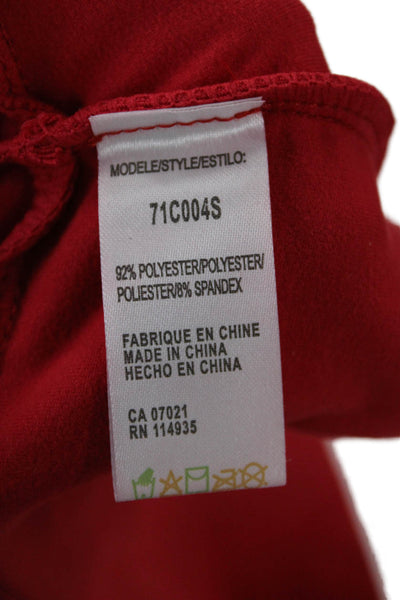 MODELE/STYLE/ESTILO:
71C004S
92% POLYESTER/POLYESTER/
POLIESTER/8% SPANDEX
FABRIQUE EN CHINE
MADE IN CHINA
HECHO EN CHINA
CA 07021
RN 114935